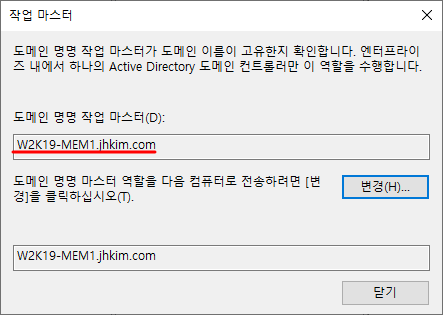 작업 마스터
도메인 명명 작업 마스터가 도메인 이름이 고유한지 확인합니다. 엔터프라이
즈 내에서 하나의 Active Directory 도메인 컨트롤러만 이 역할을 수행합니다.
도메인 명명 작업 마스터(D):
W2K19-MEM1.jhkim.com
도메인 명명 마스터 역할을 다음 컴퓨터로 전송하려면 [변
경]을 클릭하십시오(T).
변경(H)...
W2K19-MEM1.jhkim.com
닫기